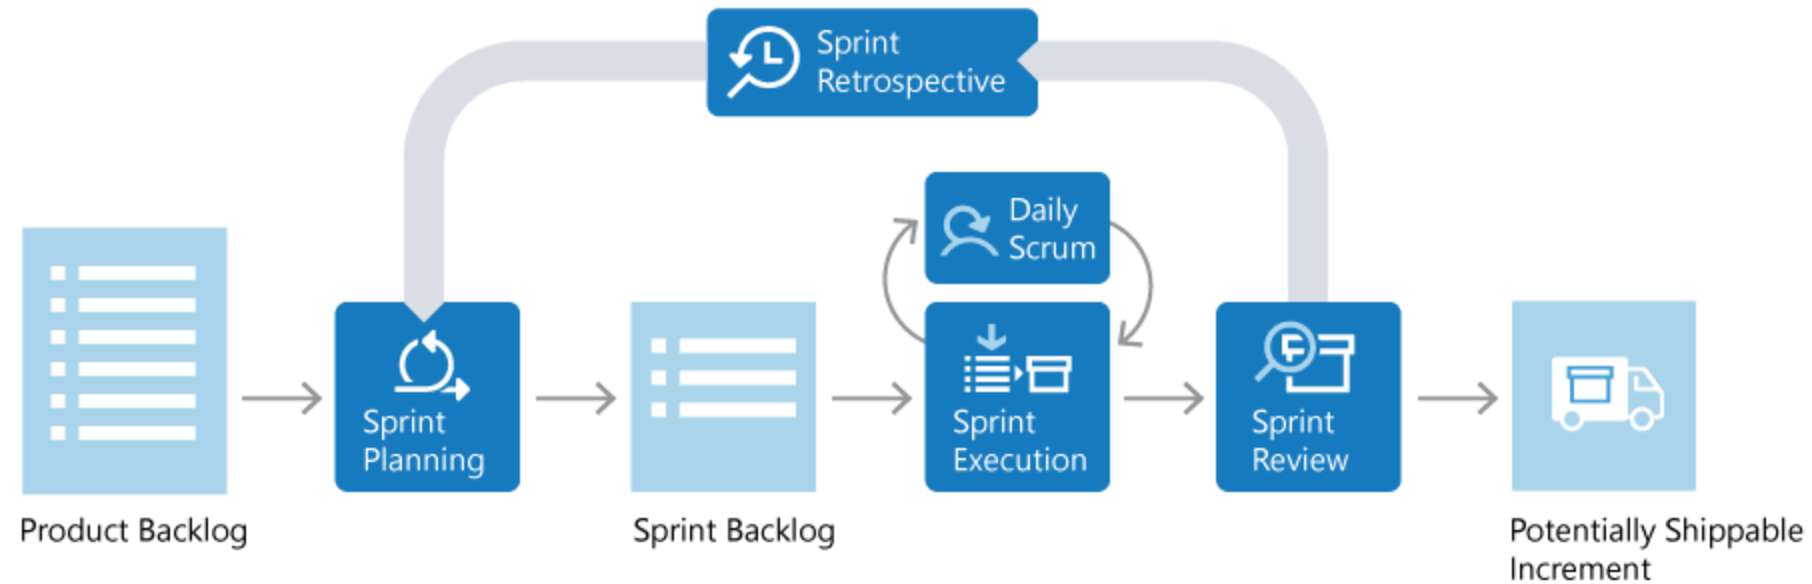 Sprint
Retrospective
Daily
Scrum
Sprint
Planning
Sprint
Execution
Sprint
Review
Product Backlog
Sprint Backlog
Potentially Shippable
Increment